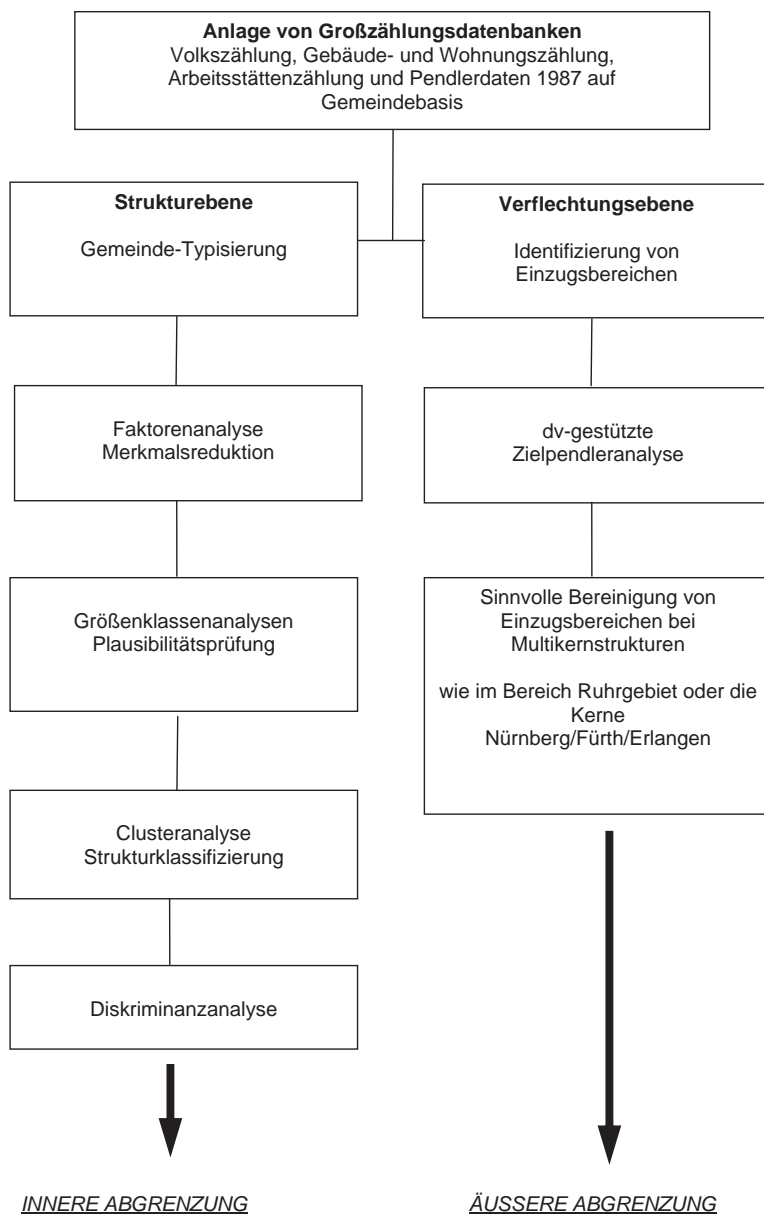 Anlage von Großzählungsdatenbanken
Volkszählung, Gebäude- und Wohnungszählung,
Arbeitsstättenzählung und Pendlerdaten 1987 auf
Gemeindebasis
Strukturebene
Gemeinde-Typisierung
Verflechtungsebene
Identifizierung von
Einzugsbereichen
Faktorenanalyse
Merkmalsreduktion
dv-gestützte
Zielpendleranalyse
Größenklassenanalysen
Plausibilitätsprüfung
Sinnvolle Bereinigung von
Einzugsbereichen bei
Multikernstrukturen
wie im Bereich Ruhrgebiet oder die
Kerne
Nürnberg/Fürth/Erlangen
Clusteranalyse
Strukturklassifizierung
Diskriminanzanalyse
INNERE ABGRENZUNG
ÄUSSERE ABGRENZUNG